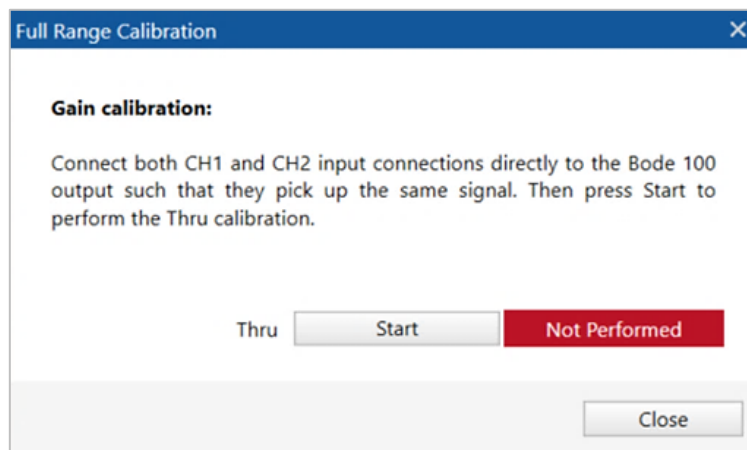 Full Range Calibration
Gain calibration:
Connect both CH1 and CH2 input connections directly to the Bode 100
output such that they pick up the same signal. Then press Start to
perform the Thru calibration.
Thru Start Not Performed
Close